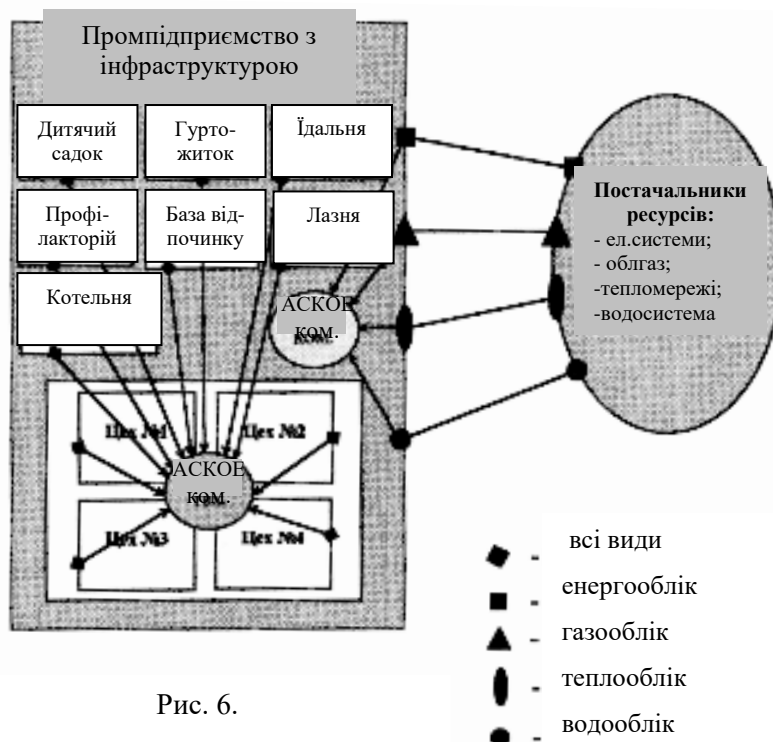 Промпідприємство з
інфраструктурою
Дитячий
садок
Гурто-
житок
Їдальня
Профі-
лакторій
База від-
починку
Лазня
Котельня
АСКОЕ
ком.
Постачальники
ресурсів:
- ел.системи;
- облгаз;
-тепломережі;
-водосистема
Цех №1
Цех №2
АСКОЕ
ком.
Цех №3
Цех №4
- всі види
- енергооблік
- газооблік
- теплооблік
- водооблік
Рис. 6.